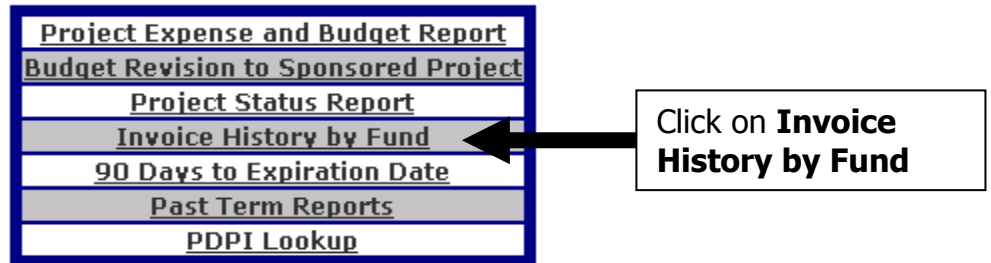 Project Expense and Budget Report
Budget Revision to Sponsored Project
Project Status Report
Invoice History by Fund
90 Days to Expiration Date
Past Term Reports
PDPI Lookup
Click on Invoice
History by Fund